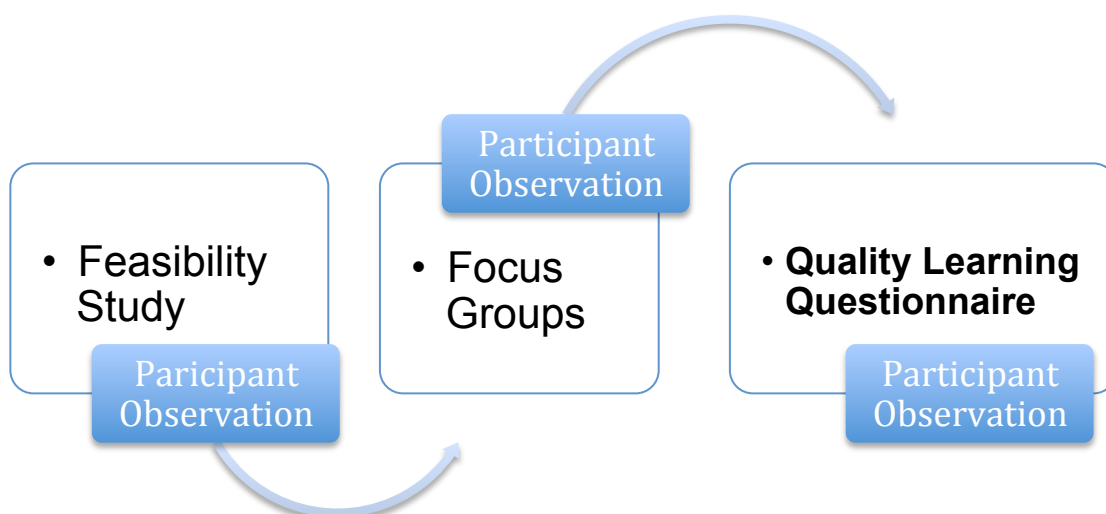 • Feasibility
Study
Paricipant
Observation
Participant
Observation
• Focus
Groups
• Quality Learning
Questionnaire
Participant
Observation